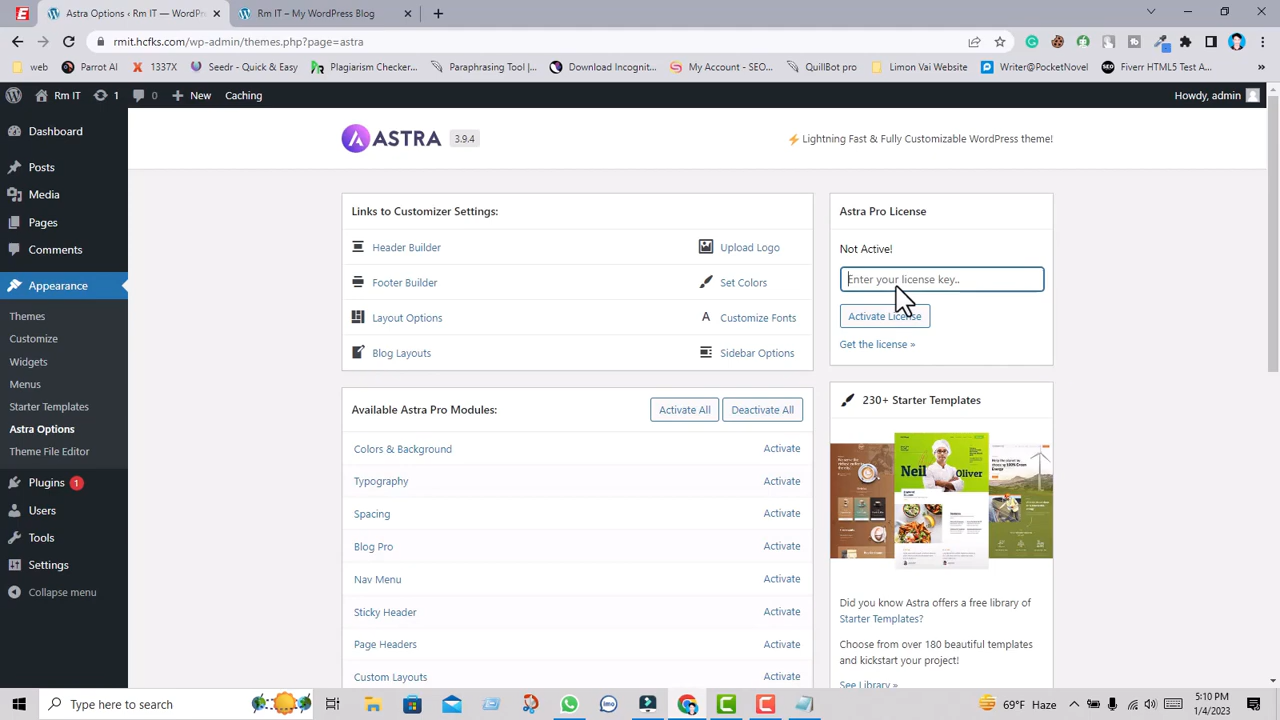 Astra Options ‹ Rm IT — WordPr
Rm IT – My WordPress Blog
rmit.hcfks.com/wp-admin/themes.php?page=astra
web
Parrot AI
1337X
Seedr - Quick & Easy
Plagiarism Checker...
Paraphrasing Tool |...
Download Incognit...
My Account - SEO...
QuillBot pro
Limon Vai Website
Writer@PocketNovel
Fiverr HTML5 Test A...
»
Rm IT
1
0
New
Caching
Howdy, admin
Dashboard
Posts
Media
Pages
Comments
Appearance
Themes
Customize
Widgets
Menus
Starter Templates
Astra Options
Theme File Editor
Plugins 1
Users
Tools
Settings
Collapse menu
ASTRA
3.9.4
Lightning Fast & Fully Customizable WordPress theme!
Links to Customizer Settings:
Header Builder
Upload Logo
Footer Builder
Set Colors
Layout Options
A Customize Fonts
Blog Layouts
Sidebar Options
Available Astra Pro Modules:
Activate All
Deactivate All
Colors & Background
Activate
Typography
Activate
Spacing
Activate
Blog Pro
Activate
Nav Menu
Activate
Sticky Header
Activate
Page Headers
Activate
Custom Layouts
Activate
Astra Pro License
Not Active!
Enter your license key..
Activate License
Get the license »
230+ Starter Templates
Neil
Oliver
Did you know Astra offers a free library of
Starter Templates?
Choose from over 180 beautiful templates
and kickstart your project!
See Library »
Type here to search
imo
69°F Haze
5:10 PM
1/4/2023